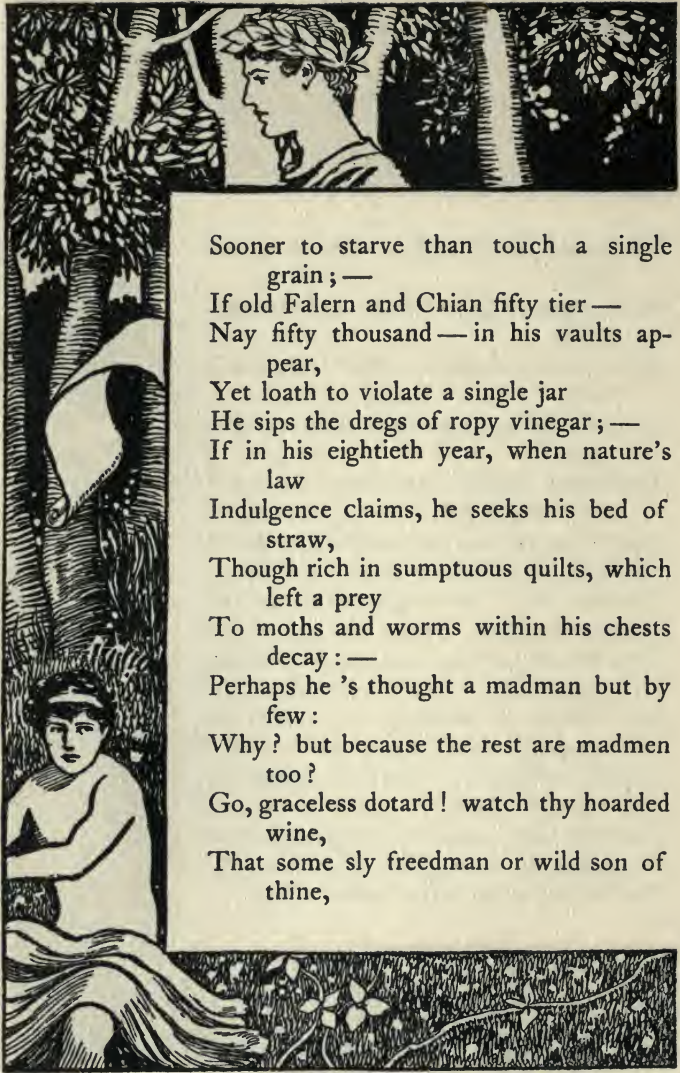 Sooner to starve than touch a single
grain ; —
If old Falern and Chian fifty tier —
Nay fifty thousand — in his vaults ap-
pear,
Yet loath to violate a single jar
He sips the dregs of ropy vinegar ; —
If in his eightieth year, when nature's
law
Indulgence claims, he seeks his bed of
straw,
Though rich in sumptuous quilts, which
left a prey
To moths and worms within his chests
decay : —
Perhaps he 's thought a madman but by
few :
Why ? but because the rest are madmen
too ?
Go, graceless dotard ! watch thy hoarded
wine,
That some sly freedman or wild son of
thine,